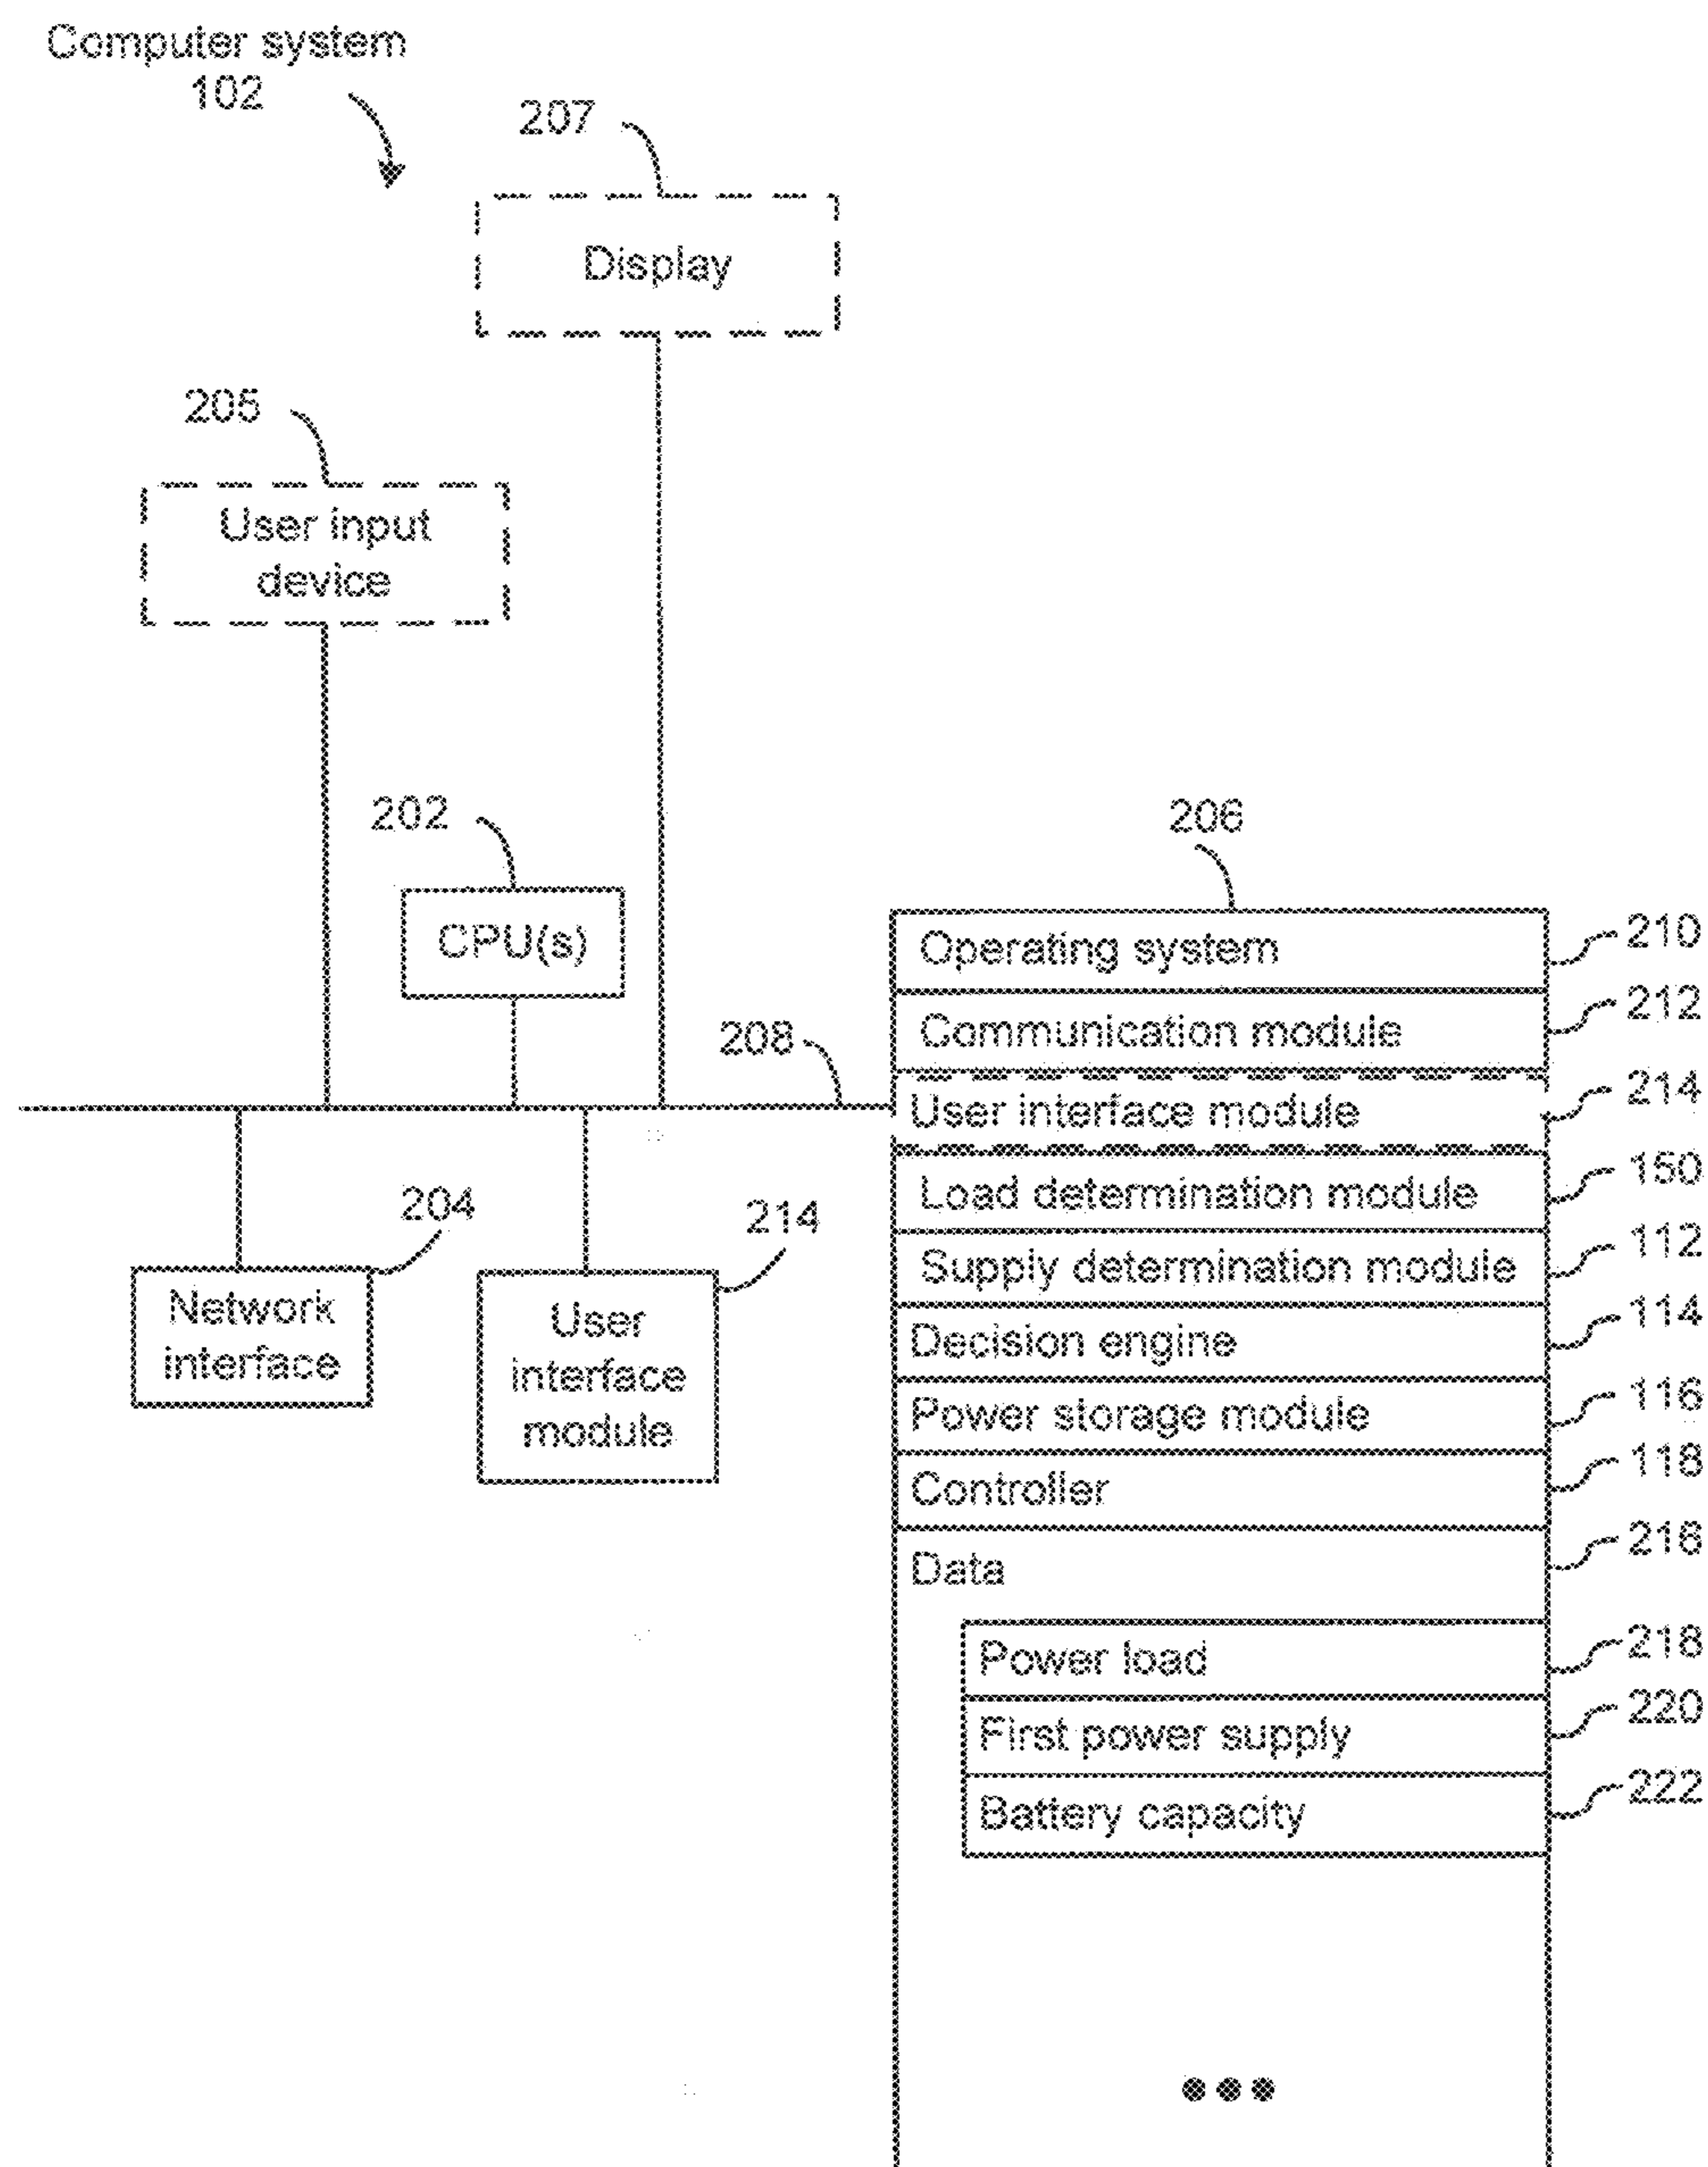 Computer system
102
207
Display
205
User input
device
202
CPU(s)
208
204
Network
interface
214
User
interface
module
206
Operating system
210
Communication module
212
User interface module
214
Load determination module
150
Supply determination module
112
Decision engine
114
Power storage module
116
Controller
118
Data
216
Power load
218
First power supply
220
Battery capacity
222